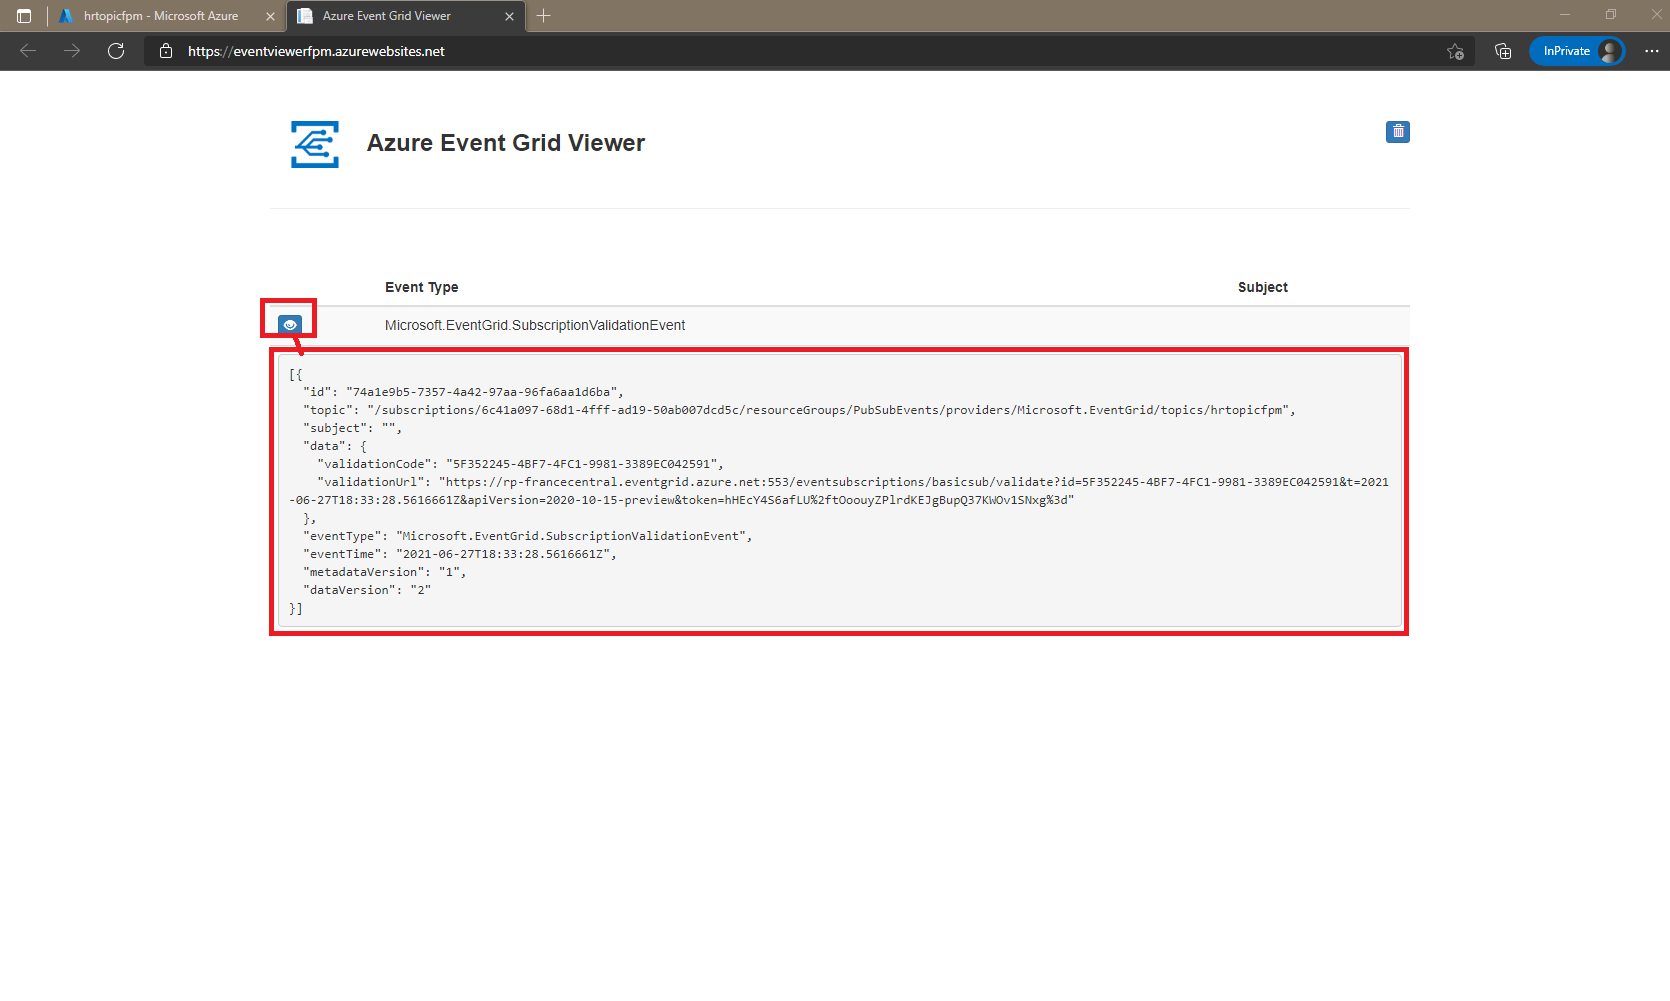 hrtopicfpm - Microsoft Azure
Azure Event Grid Viewer
https://eventviewerfpm.azurewebsites.net
InPrivate
Azure Event Grid Viewer
Event Type
Subject
Microsoft.EventGrid.SubscriptionValidationEvent
[{
"id": "74a1e9b5-7357-4a42-97aa-96fa6aa1d6ba",
"topic": "/subscriptions/6c41a097-68d1-4fff-ad19-50ab007dcd5c/resourceGroups/PubSubEvents/providers/Microsoft.EventGrid/topics/hrtopicfpm",
"subject": "",
"data": {
"validationCode": "5F352245-4BF7-4FC1-9981-3389EC042591",
"validationUrl": "https://rp-francecentral.eventgrid.azure.net:553/eventsubscriptions/basicsub/validate?id=5F352245-4BF7-4FC1-9981-3389EC042591&t=2021
-06-27T18:33:28.5616661Z&apiVersion=2020-10-15-preview&token=hHEcY4S6afLU%2ftOoouyZPlrdKEJgBupQ37KWOv1SNxg%3d"
},
"eventType": "Microsoft.EventGrid.SubscriptionValidationEvent",
"eventTime": "2021-06-27T18:33:28.5616661Z",
"metadataVersion": "1",
"dataVersion": "2"
}]